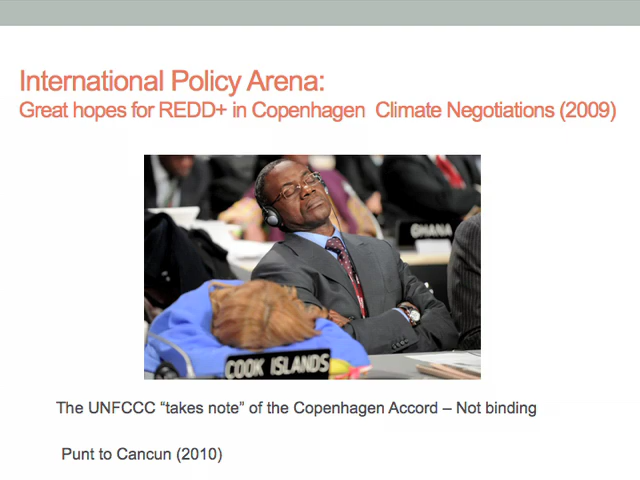 International Policy Arena:
Great hopes for REDD+ in Copenhagen Climate Negotiations (2009)
GHANA
COOK ISLANDS
The UNFCCC “takes note” of the Copenhagen Accord – Not binding
Punt to Cancun (2010)